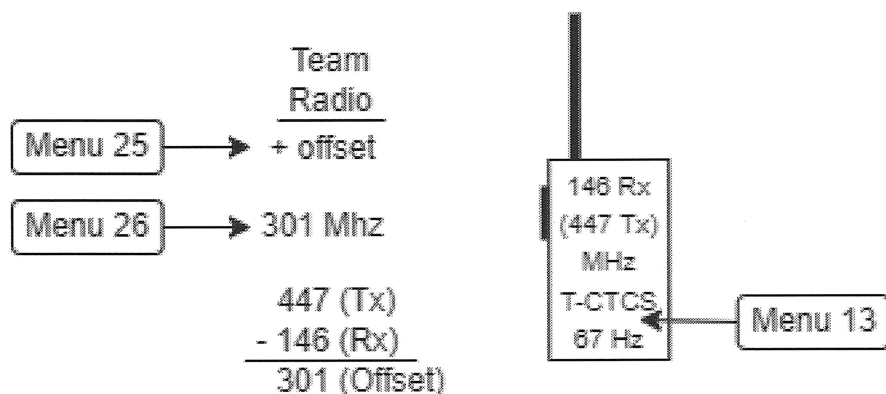 Team
Radio
Menu 25
+ offset
Menu 26
301 Mhz
447 (Tx)
- 146 (Rx)
301 (Offset)
146 Rx
(447 Tx)
MHz
T-CTCS
67 Hz
Menu 13